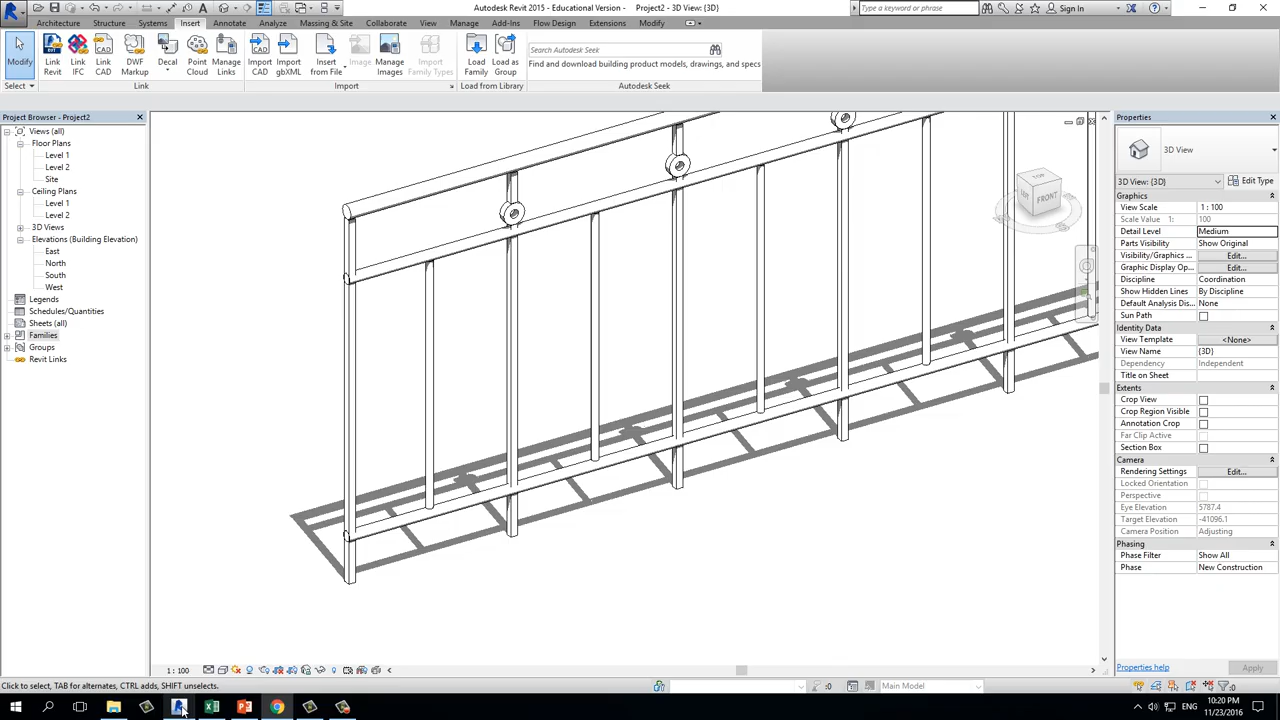 Autodesk Revit 2015 - Educational Version - Project2 - 3D View: {3D}
Type a keyword or phrase
Sign In
Architecture Structure Systems Insert Annotate Analyze Massing & Site Collaborate View Manage Add-Ins Flow Design Extensions Modify
Modify
Link Revit
Link IFC
Link CAD
DWF Markup
Decal
Point Cloud
Manage Links
Import CAD
Import gbXML
Insert from File
Image
Manage Images
Import Family Types
Load Family
Load as Group
Search Autodesk Seek
Find and download building product models, drawings, and specs
Select
Link
Import
Load from Library
Autodesk Seek
Project Browser - Project2
Views (all)
Floor Plans
Level 1
Level 2
Site
Ceiling Plans
Level 1
Level 2
3D Views
Elevations (Building Elevation)
East
North
South
West
Legends
Schedules/Quantities
Sheets (all)
Families
Groups
Revit Links
TOP
FRONT
Properties
3D View
3D View: {3D}
Edit Type
Graphics
View Scale 1 : 100
Scale Value 1: 100
Detail Level Medium
Parts Visibility Show Original
Visibility/Graphics ... Edit...
Graphic Display Op... Edit...
Discipline Coordination
Show Hidden Lines By Discipline
Default Analysis Dis... None
Sun Path
Identity Data
View Template <None>
View Name {3D}
Dependency Independent
Title on Sheet
Extents
Crop View
Crop Region Visible
Annotation Crop
Far Clip Active
Section Box
Camera
Rendering Settings Edit...
Locked Orientation
Perspective
Eye Elevation 5787.4
Target Elevation -41096.1
Camera Position Adjusting
Phasing
Phase Filter Show All
Phase New Construction
Properties help
Apply
1 : 100
Click to select, TAB for alternates, CTRL adds, SHIFT unselects.
:0
Main Model
:0
ENG
10:20 PM
11/23/2016